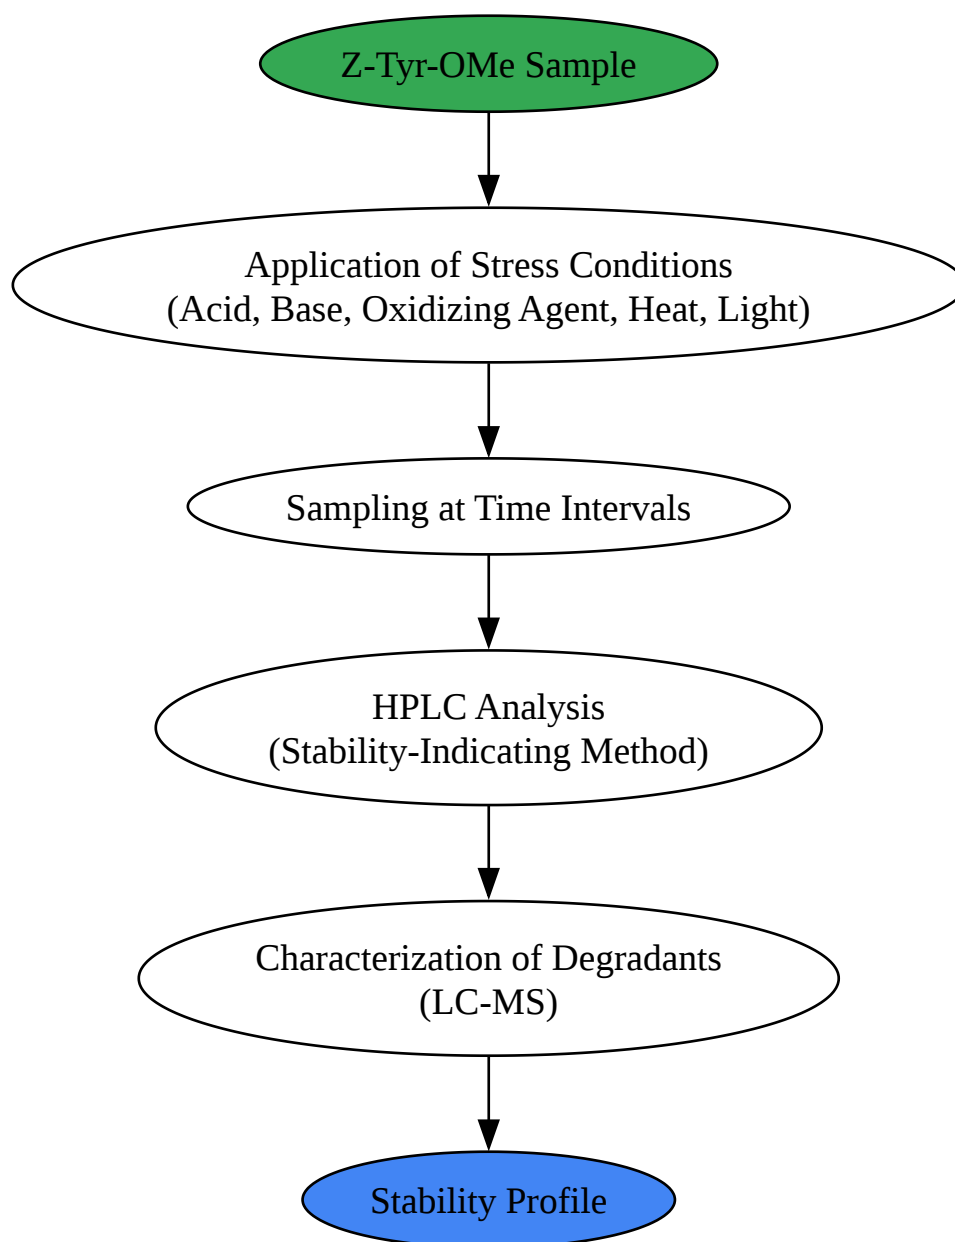 Z-Tyr-OMe Sample
Application of Stress Conditions
(Acid, Base, Oxidizing Agent, Heat, Light)
Sampling at Time Intervals
HPLC Analysis
(Stability-Indicating Method)
Characterization of Degradants
(LC-MS)
Stability Profile